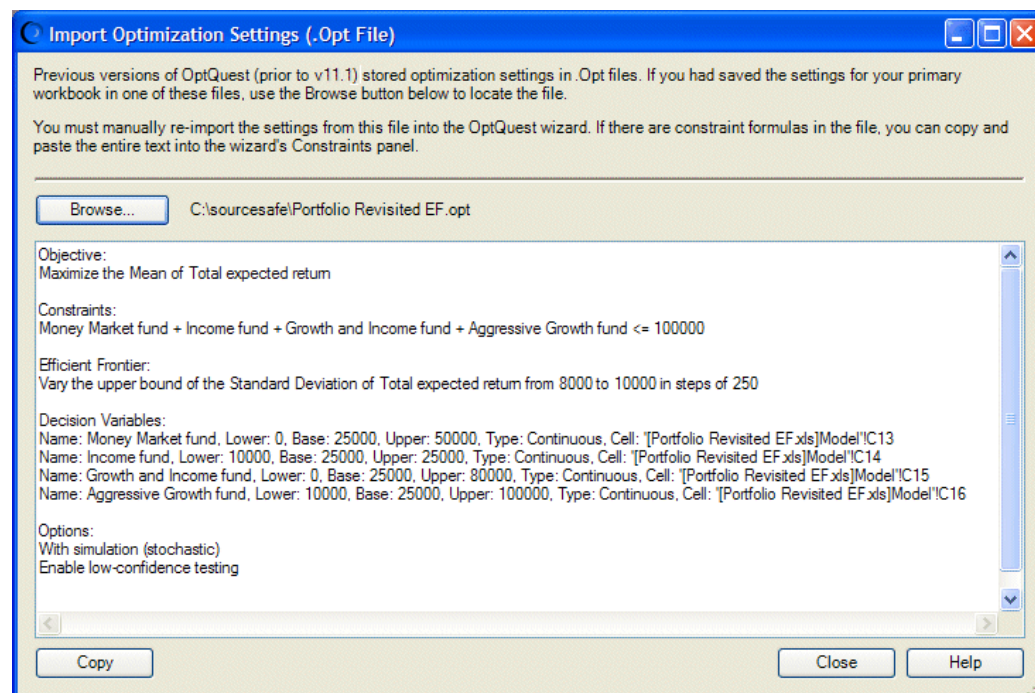 Import Optimization Settings (.Opt File)
Previous versions of OptQuest (prior to v11.1) stored optimization settings in .Opt files. If you had saved the settings for your primary
workbook in one of these files, use the Browse button below to locate the file.
You must manually re-import the settings from this file into the OptQuest wizard. If there are constraint formulas in the file, you can copy and
paste the entire text into the wizard's Constraints panel.
Browse... C:\sourcesafe\Portfolio Revisited EF.opt
Objective:
Maximize the Mean of Total expected return
Constraints:
Money Market fund + Income fund + Growth and Income fund + Aggressive Growth fund <= 100000
Efficient Frontier:
Vary the upper bound of the Standard Deviation of Total expected return from 8000 to 10000 in steps of 250
Decision Variables:
Name: Money Market fund, Lower: 0, Base: 25000, Upper: 50000, Type: Continuous, Cell: '[Portfolio Revisited EF.xls]Model'!C13
Name: Income fund, Lower: 10000, Base: 25000, Upper: 25000, Type: Continuous, Cell: '[Portfolio Revisited EF.xls]Model'!C14
Name: Growth and Income fund, Lower: 0, Base: 25000, Upper: 80000, Type: Continuous, Cell: '[Portfolio Revisited EF.xls]Model'!C15
Name: Aggressive Growth fund, Lower: 10000, Base: 25000, Upper: 100000, Type: Continuous, Cell: '[Portfolio Revisited EF.xls]Model'!C16
Options:
With simulation (stochastic)
Enable low-confidence testing
Copy Close Help